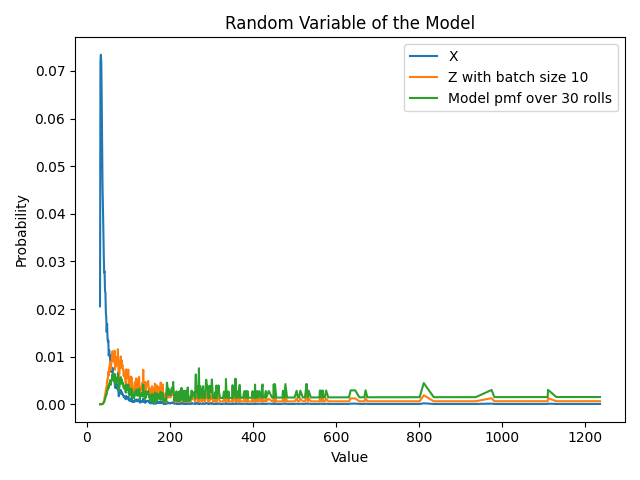 Random Variable of the Model
X
Z with batch size 10
Model pmf over 30 rolls
Probability
0.07
0.06
0.05
0.04
0.03
0.02
0.01
0.00
0 200 400 600 800 1000 1200
Value